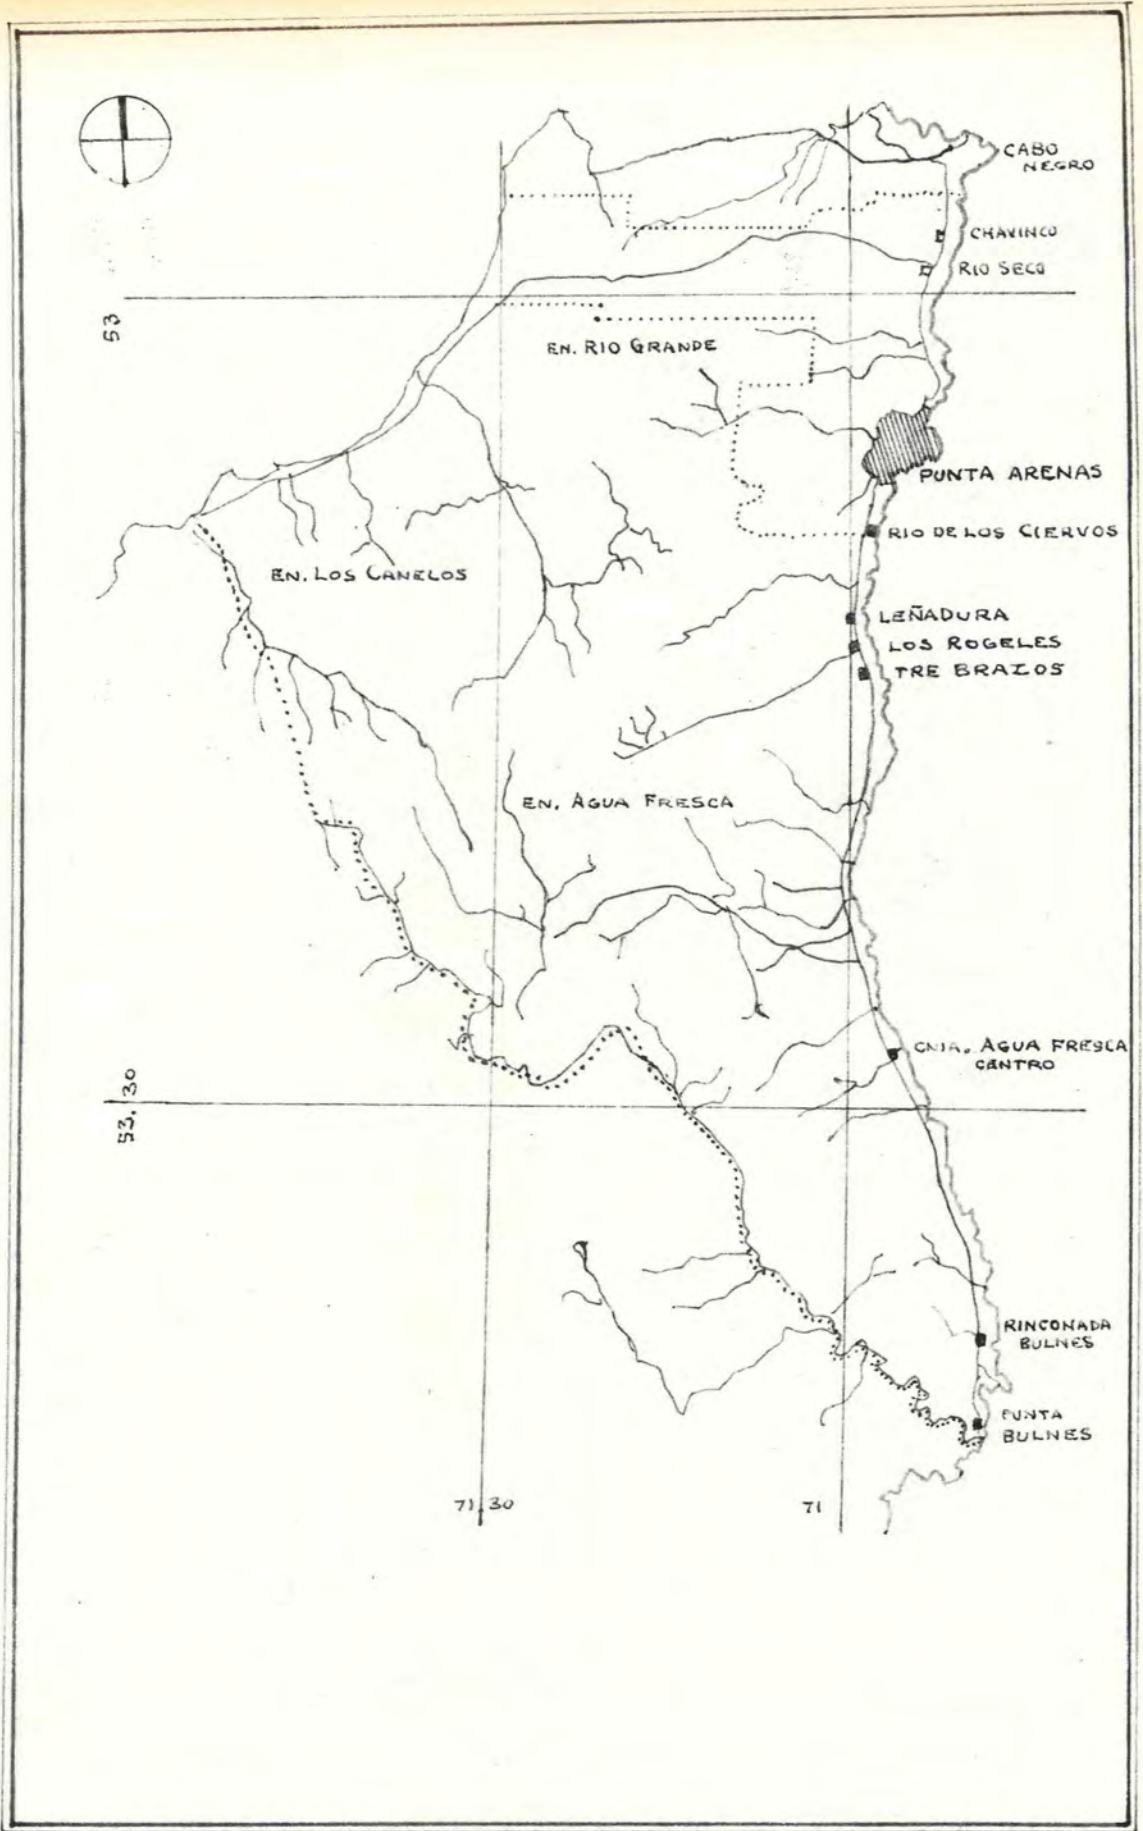 CABO
NEGRO
CHAVINCO
RIO SECO
53
EN. RIO GRANDE
PUNTA ARENAS
RIO DE LOS CIERVOS
EN. LOS CANELOS
LEÑADURA
LOS ROGELES
TRE BRAZOS
EN. AGUA FRESCA
CNIA. AGUA FRESCA
CENTRO
53.30
RINCONADA
BULNES
PUNTA
BULNES
71.30
71